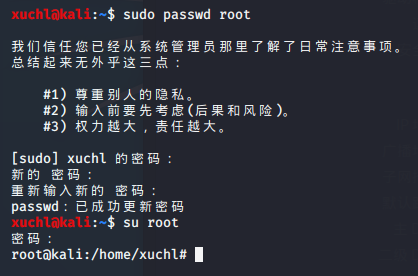 xuchl@kali:~$ sudo passwd root
我们信任您已经从系统管理员那里了解了日常注意事项。
总结起来无外乎这三点：
#1) 尊重别人的隐私。
#2) 输入前要先考虑(后果和风险)。
#3) 权力越大，责任越大。
[sudo] xuchl 的密码：
新的 密码：
重新输入新的 密码：
passwd：已成功更新密码
xuchl@kali:~$ su root
密码：
root@kali:/home/xuchl#